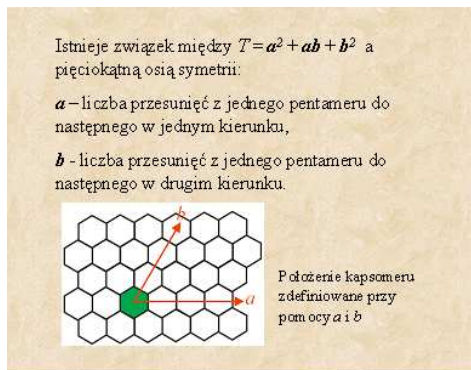 Istnieje związek między T = a² + ab + b² a
pięciokątną osią symetrii:
a – liczba przesunięć z jednego pentameru do
następnego w jednym kierunku,
b - liczba przesunięć z jednego pentameru do
następnego w drugim kierunku.
b
a
Położenie kapsomeru
zdefiniowane przy
pomocy a i b